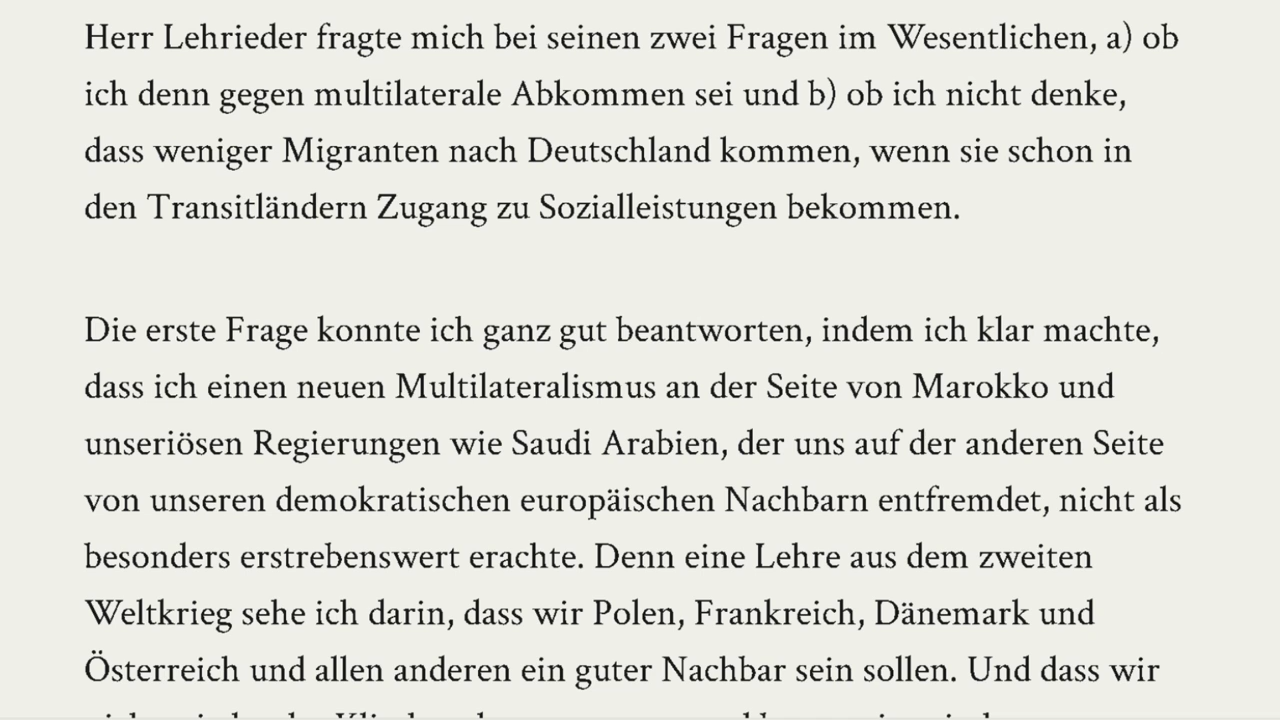 Herr Lehrieder fragte mich bei seinen zwei Fragen im Wesentlichen, a) ob
ich denn gegen multilaterale Abkommen sei und b) ob ich nicht denke,
dass weniger Migranten nach Deutschland kommen, wenn sie schon in
den Transitländern Zugang zu Sozialleistungen bekommen.
Die erste Frage konnte ich ganz gut beantworten, indem ich klar machte,
dass ich einen neuen Multilateralismus an der Seite von Marokko und
unseriösen Regierungen wie Saudi Arabien, der uns auf der anderen Seite
von unseren demokratischen europäischen Nachbarn entfremdet, nicht als
besonders erstrebenswert erachte. Denn eine Lehre aus dem zweiten
Weltkrieg sehe ich darin, dass wir Polen, Frankreich, Dänemark und
Österreich und allen anderen ein guter Nachbar sein sollen. Und dass wir